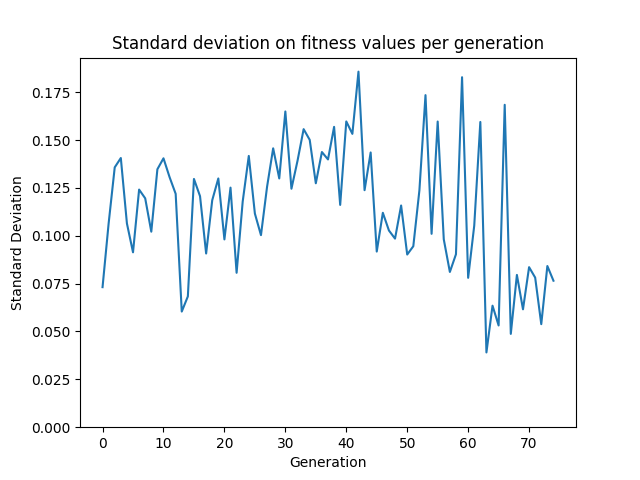 Standard deviation on fitness values per generation
Standard Deviation
0.175
0.150
0.125
0.100
0.075
0.050
0.025
0.000
0 10 20 30 40 50 60 70
Generation